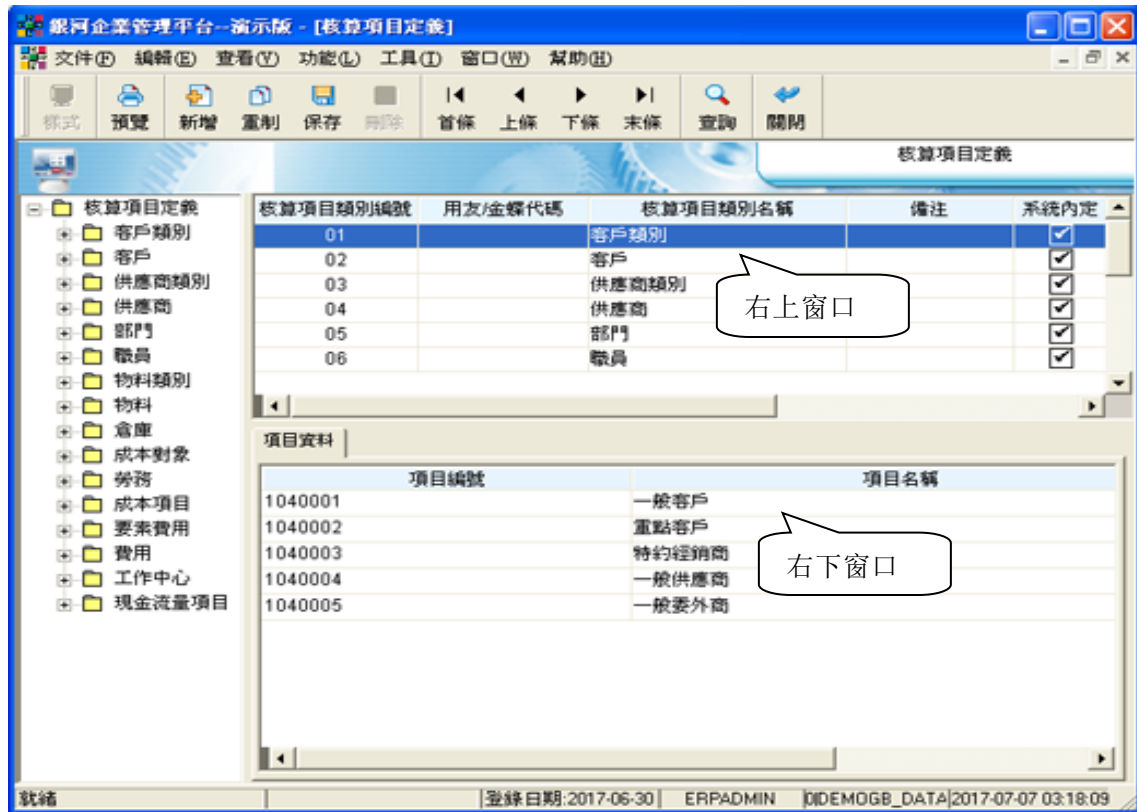 銀河企業管理平台--演示版 - [核算項目定義]
文件(F) 編輯(E) 查看(V) 功能(L) 工具(T) 窗口(W) 幫助(H)
樣式 預覽 新增 重制 保存 刪除 首條 上條 下條 末條 查詢 關閉
核算項目定義
核算項目定義
客戶類別
客戶
供應商類別
供應商
部門
職員
物料類別
物料
倉庫
成本對象
勞務
成本項目
要素費用
費用
工作中心
現金流量項目
核算項目類別編號 用友/金蝶代碼 核算項目類別名稱 備注 系統內定
01 客戶類別
02 客戶
03 供應商類別
04 供應商
05 部門
06 職員
右上窗口
項目資料
項目編號 項目名稱
1040001 一般客戶
1040002 重點客戶
1040003 特約經銷商
1040004 一般供應商
1040005 一般委外商
右下窗口
就緒 登錄日期:2017-06-30 ERPADMIN 0|DEMOGB_DATA|2017-07-07 03:18:09